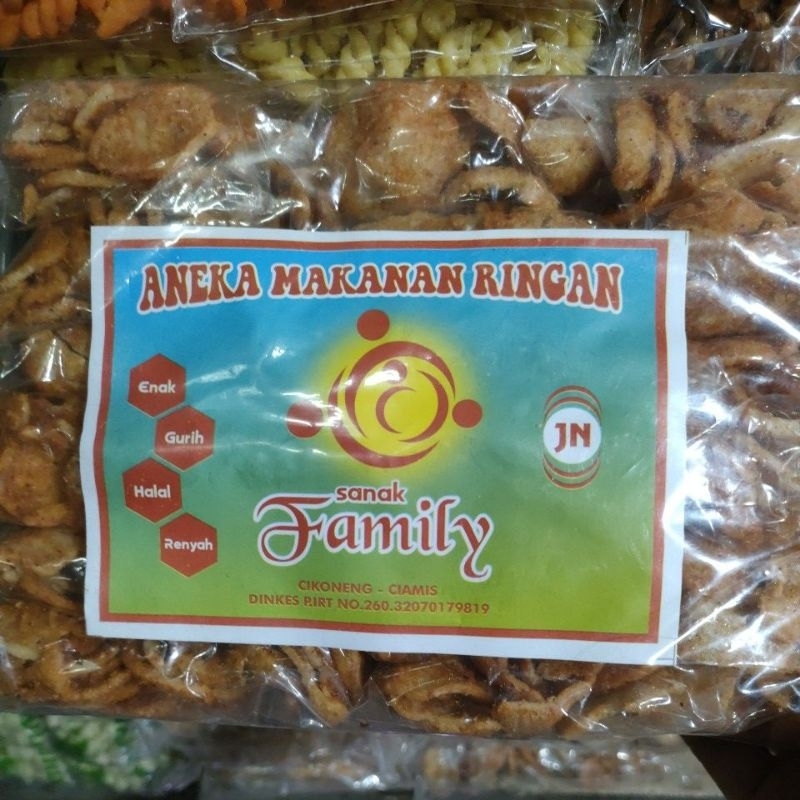 ANEKA MAKANAN RINGAN
Enak
Gurih
Halal
Renyah
JN
sanak
Family
CIKONENG - CIAMIS
DINKES P.IRT NO.260.32070179819